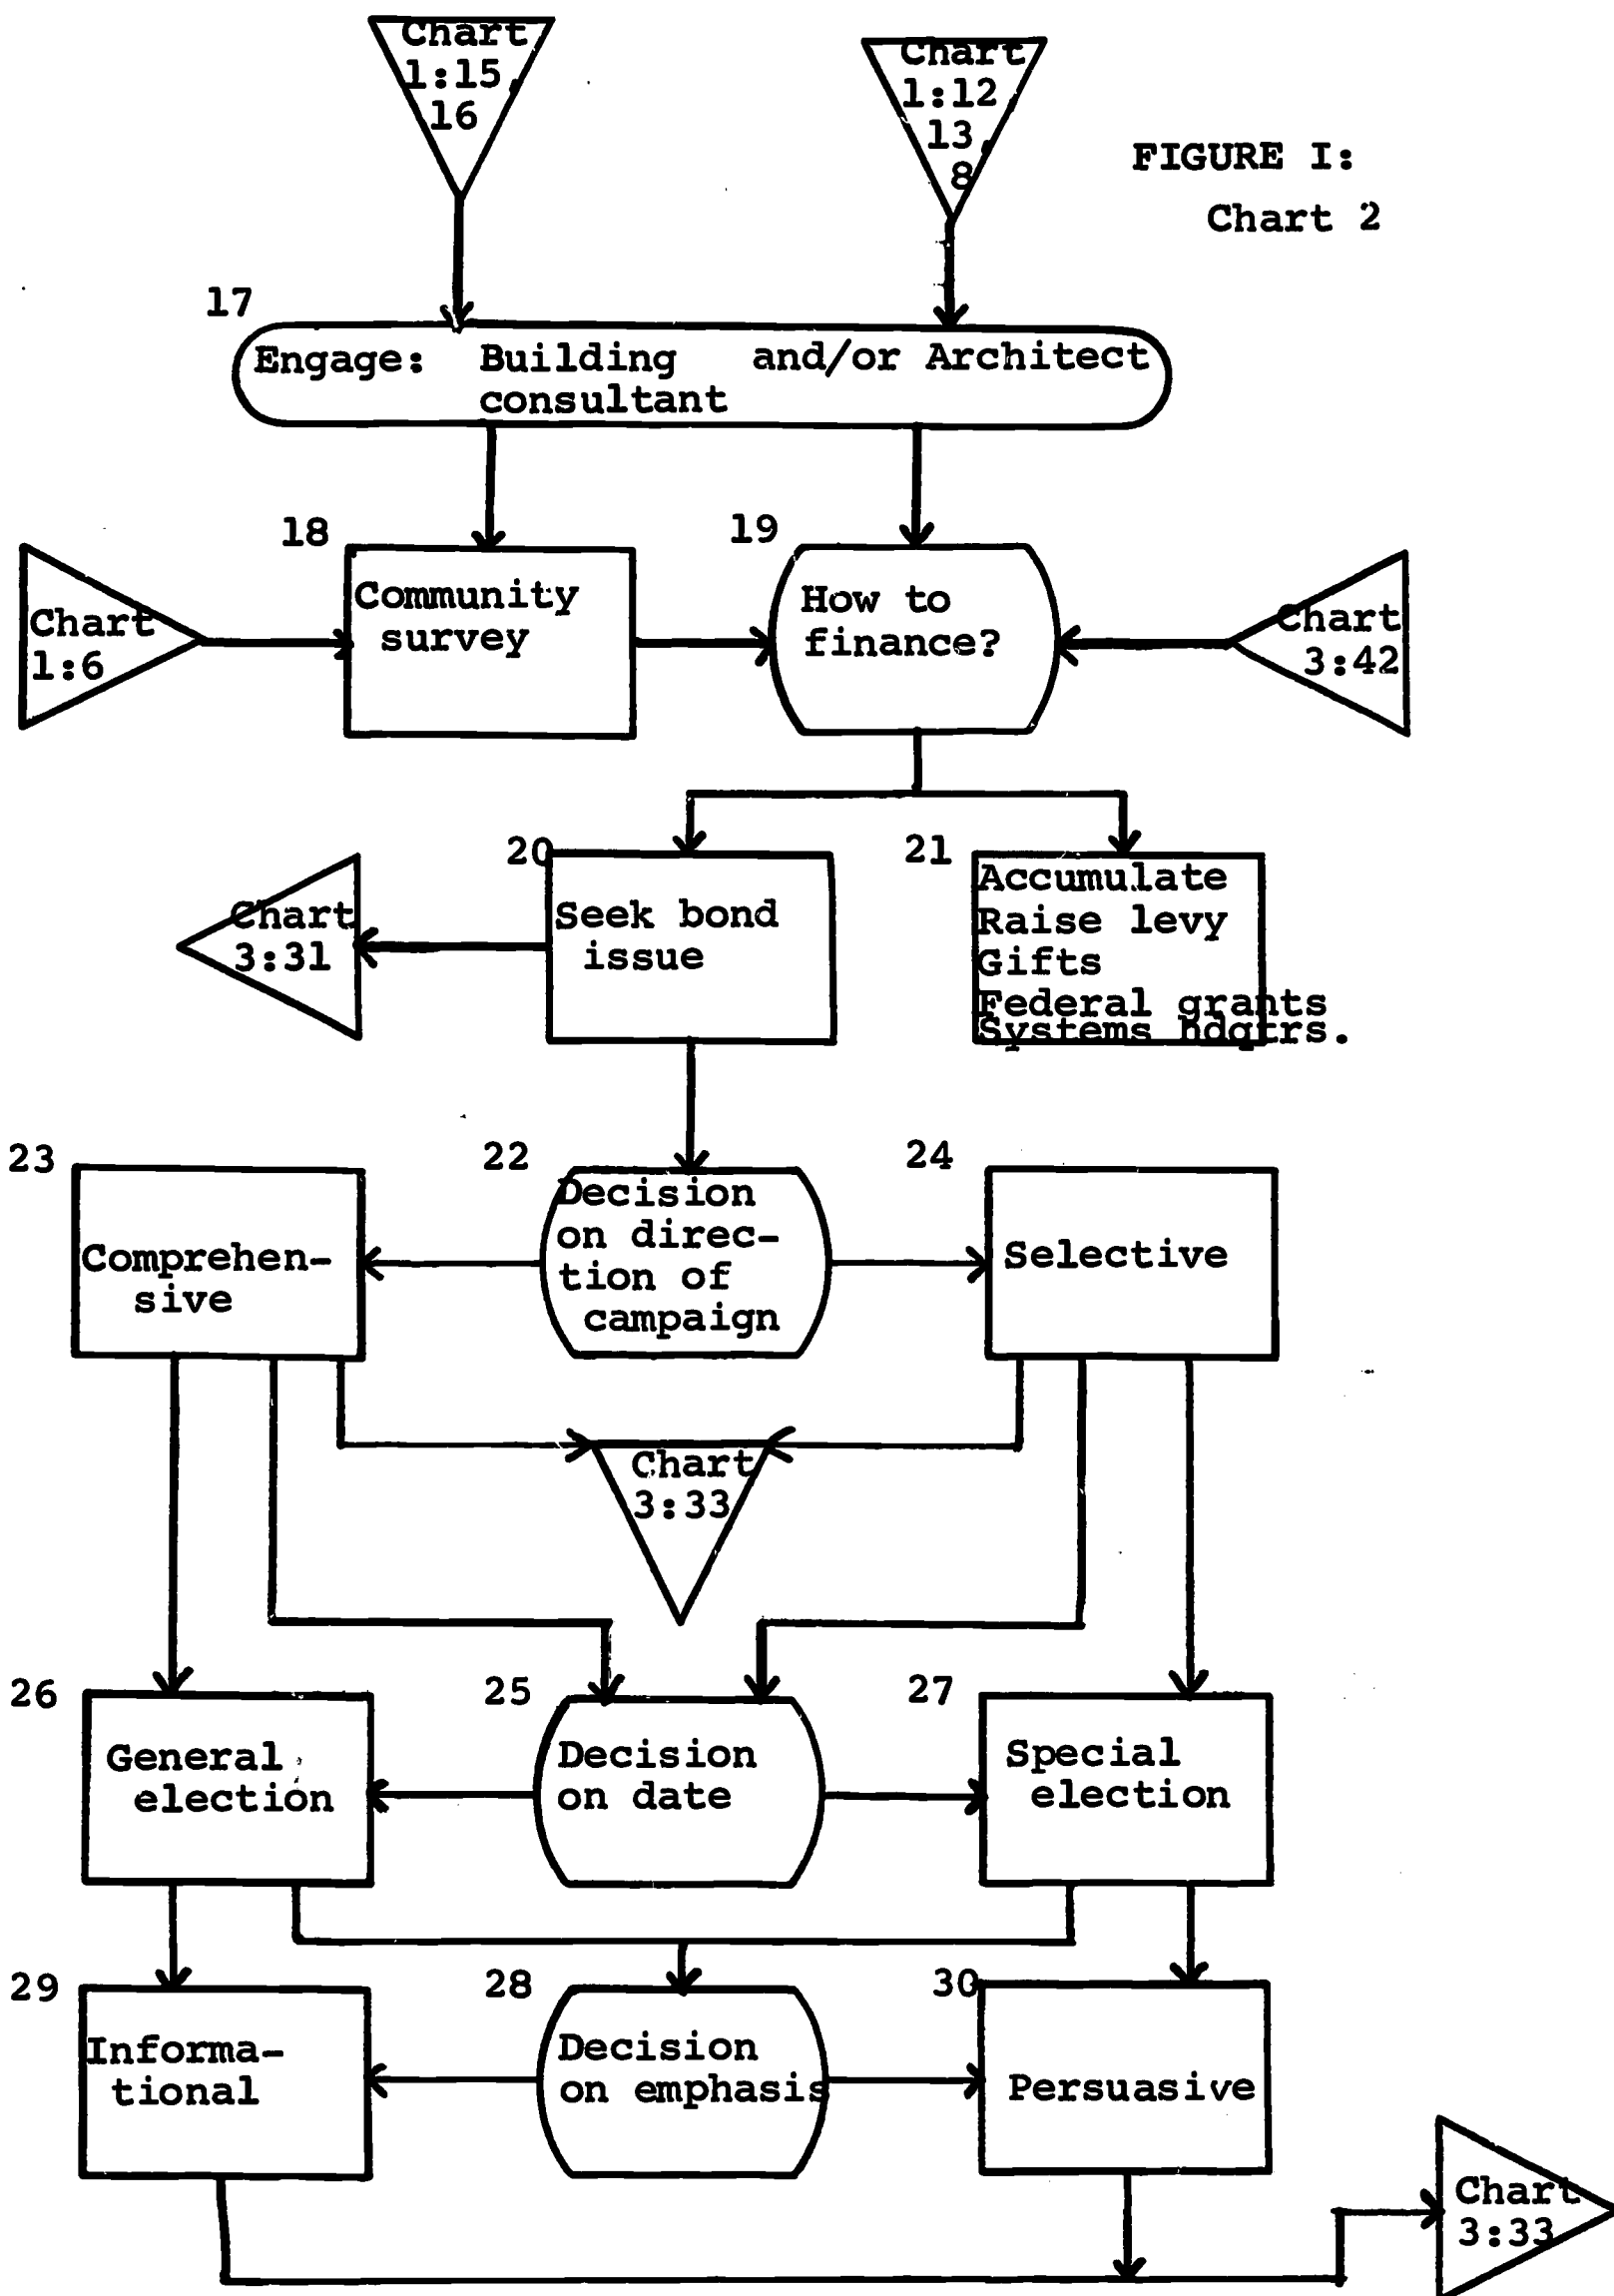 Chart
1:15,
16
Chart
1:12
13,
8
FIGURE I:
Chart 2
17
Engage: Building and/or Architect
consultant
18
Community
survey
19
How to
finance?
Chart
1:6
Chart
3:42
20
Seek bond
issue
21
Accumulate
Raise levy
Gifts
Federal grants
Systems hdqtrs.
Chart
3:31
23
Comprehen-
sive
22
Decision
on direc-
tion of
campaign
24
Selective
Chart
3:33
26
General
election
25
Decision
on date
27
Special
election
29
Informa-
tional
28
Decision
on emphasis
30
Persuasive
Chart
3:33